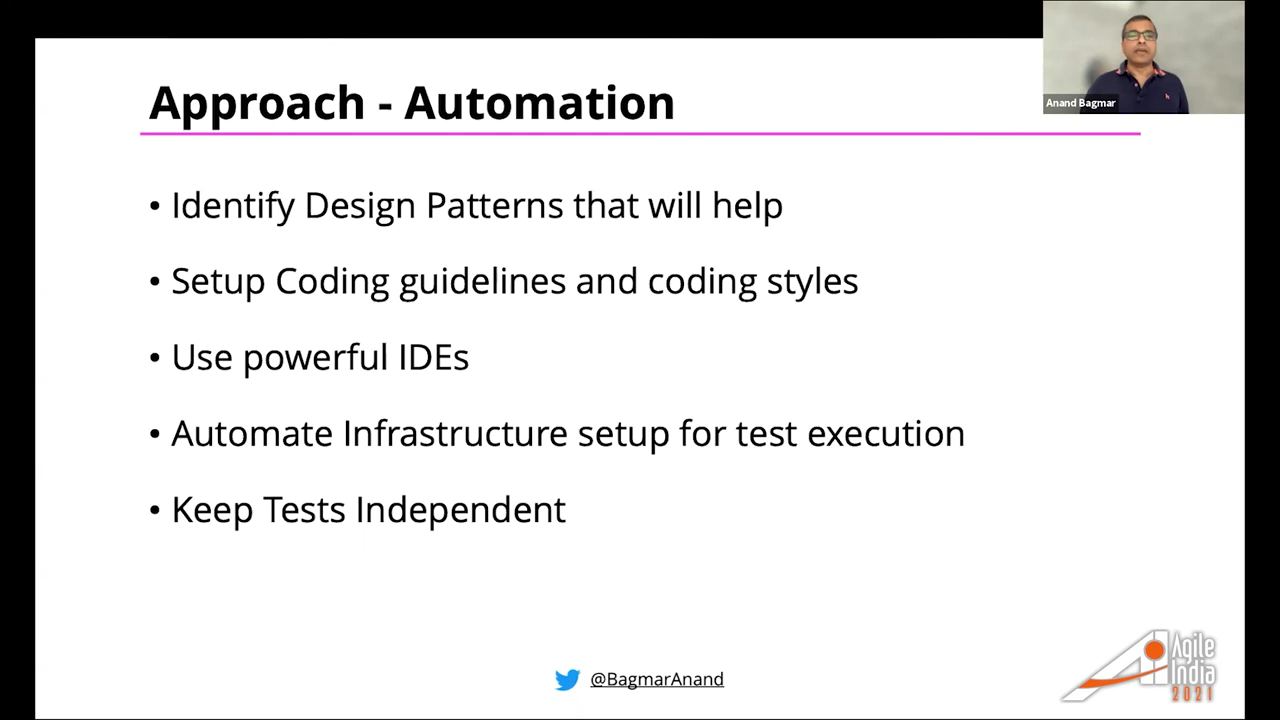 Approach - Automation
Anand Bagmar
• Identify Design Patterns that will help
• Setup Coding guidelines and coding styles
• Use powerful IDEs
• Automate Infrastructure setup for test execution
• Keep Tests Independent
@BagmarAnand
Agile
India
2021